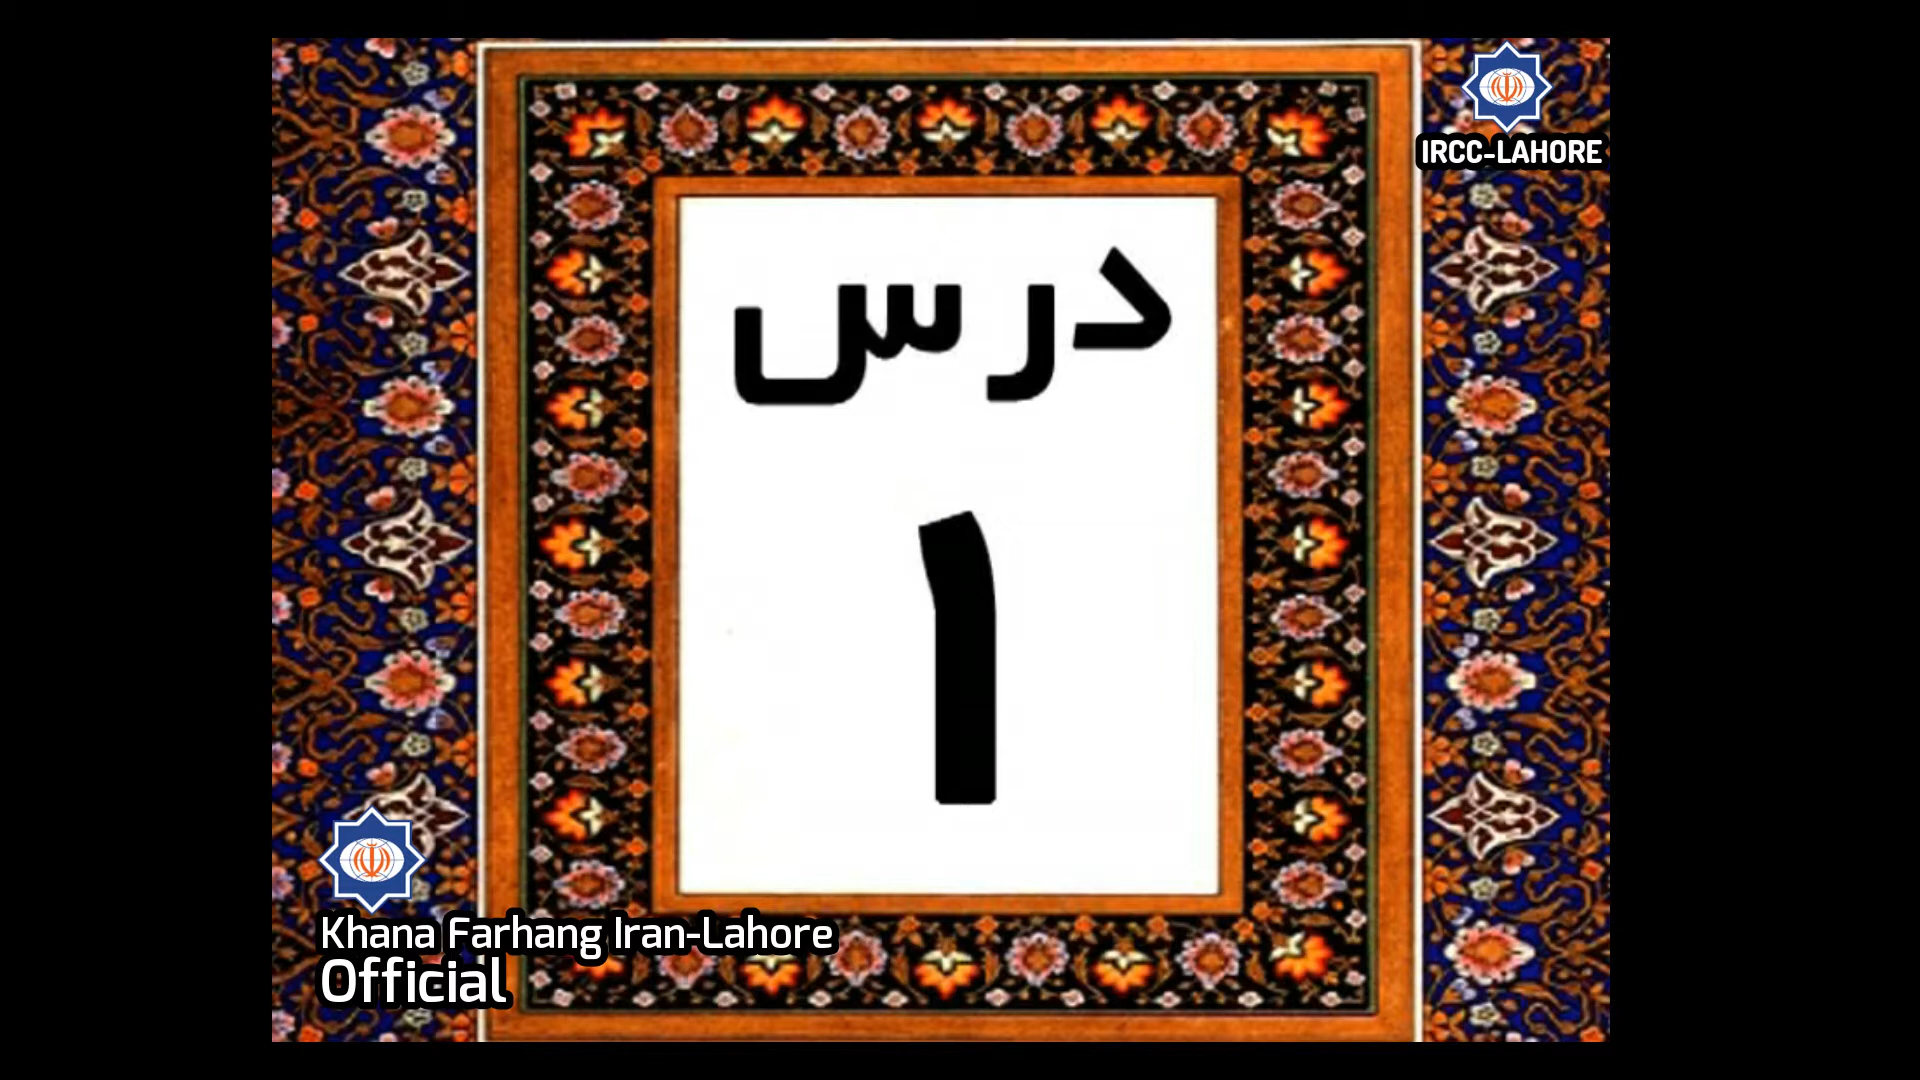 IRCC-LAHORE
درس
۱
Khana Farhang Iran-Lahore
Official